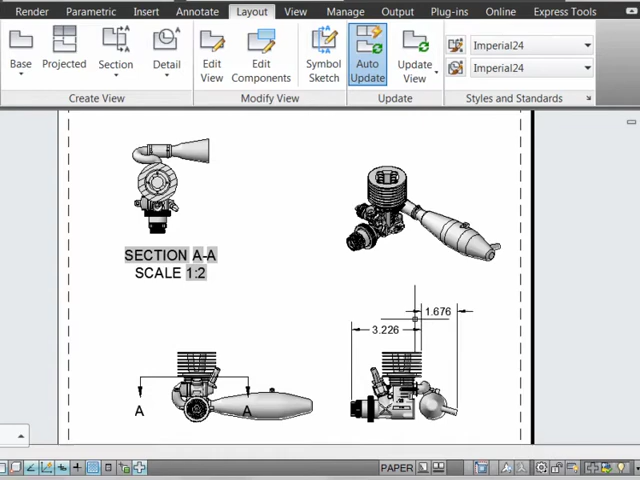 Render Parametric Insert Annotate Layout View Manage Output Plug-ins Online Express Tools
Base Projected Section Detail
Edit View
Edit Components
Symbol Sketch
Auto Update
Update View
Imperial24
Imperial24
Create View Modify View Update Styles and Standards
SECTION A-A
SCALE 1:2
1.676
3.226
A A
PAPER